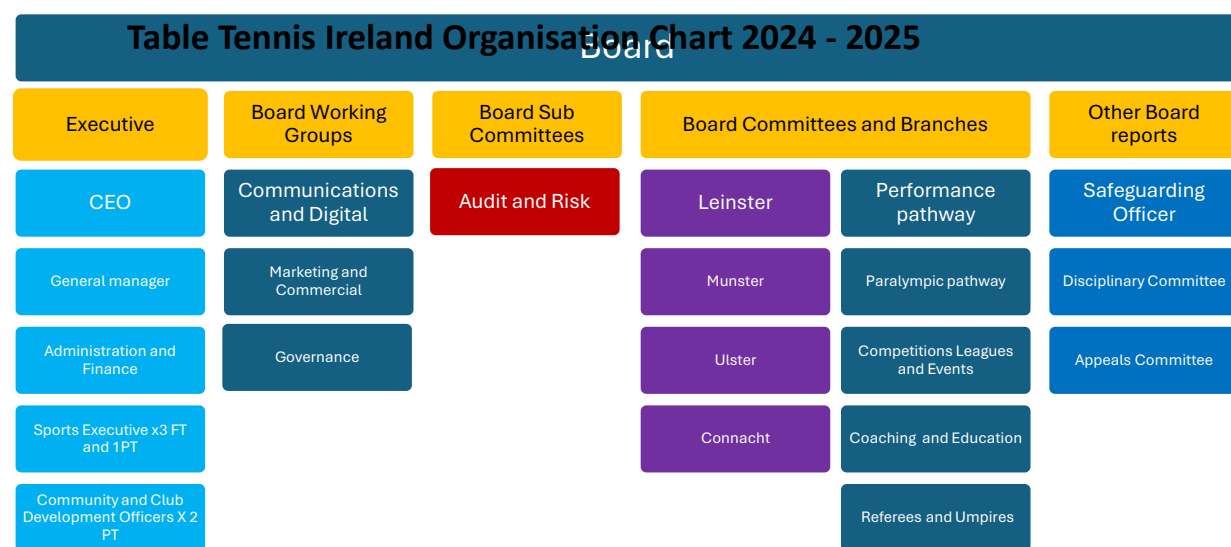 Table Tennis Ireland Organisation Chart 2024 - 2025
Board
Executive
Board Working
Groups
Board Sub
Committees
Board Committees and Branches
Other Board
reports
CEO
Communications
and Digital
Audit and Risk
Leinster
Performance
pathway
Safeguarding
Officer
General manager
Marketing and
Commercial
Munster
Paralympic pathway
Disciplinary Committee
Administration and
Finance
Governance
Ulster
Competitions Leagues
and Events
Appeals Committee
Sports Executive x3 FT
and 1PT
Connacht
Coaching and Education
Community and Club
Development Officers X 2
PT
Referees and Umpires